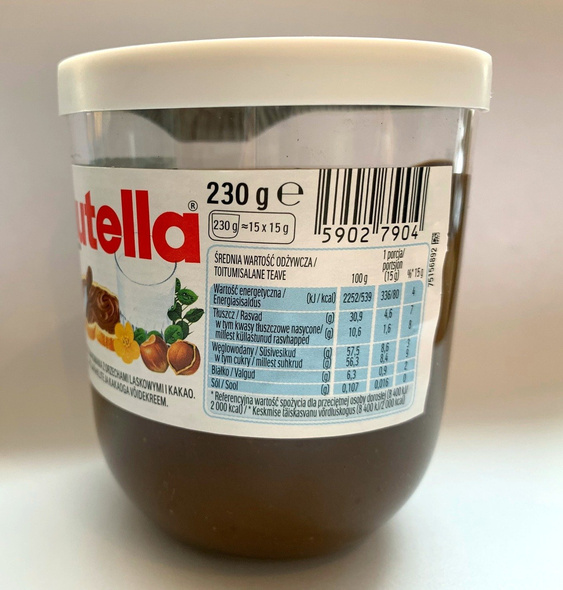 utella®
230 g e
230 g ≈15 x 15 g
5902 7904
75156892
ŚREDNIA WARTOŚĆ ODŻYWCZA /
TOITUMISALANE TEAVE
100 g
1 porcja/
portsjon
(15 g)
%* 15 g
Wartość energetyczna / (kJ / kcal) 2252/539 336/80 4
Energiasisaldus
Tłuszcz / Rasvad (g) 30,9 4,6 7
w tym kwasy tłuszczowe nasycone/ (g) 10,6 1,6 8
millest küllastunud rasvhapped
Węglowodany / Süsivesikud (g) 57,5 8,6 3
w tym cukry / millest suhkrud (g) 56,3 8,4 9
Białko / Valgud (g) 6,3 0,9 2
Sól / Sool (g) 0,107 0,016 0
* Referencyjna wartość spożycia dla przeciętnej osoby dorosłej (8 400 kJ/
2 000 kcal) / * Keskmise täiskasvanu võrdluskogus (8 400 kJ/2 000 kcal)
Z ORZECHAMI LASKOWYMI I KAKAO.
KAKAOGA VÕIDEKREEM.